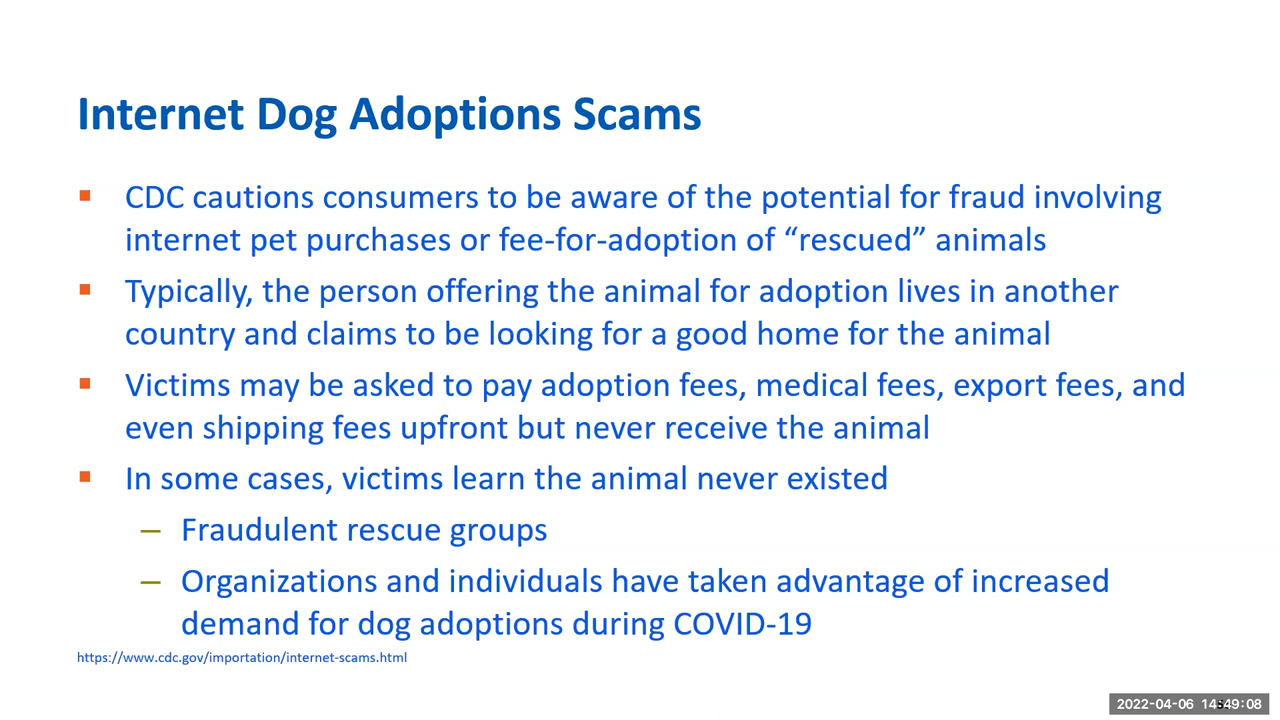 Internet Dog Adoptions Scams
▪ CDC cautions consumers to be aware of the potential for fraud involving
internet pet purchases or fee-for-adoption of “rescued” animals
▪ Typically, the person offering the animal for adoption lives in another
country and claims to be looking for a good home for the animal
▪ Victims may be asked to pay adoption fees, medical fees, export fees, and
even shipping fees upfront but never receive the animal
▪ In some cases, victims learn the animal never existed
– Fraudulent rescue groups
– Organizations and individuals have taken advantage of increased
demand for dog adoptions during COVID-19
https://www.cdc.gov/importation/internet-scams.html
2022-04-06 14:49:08